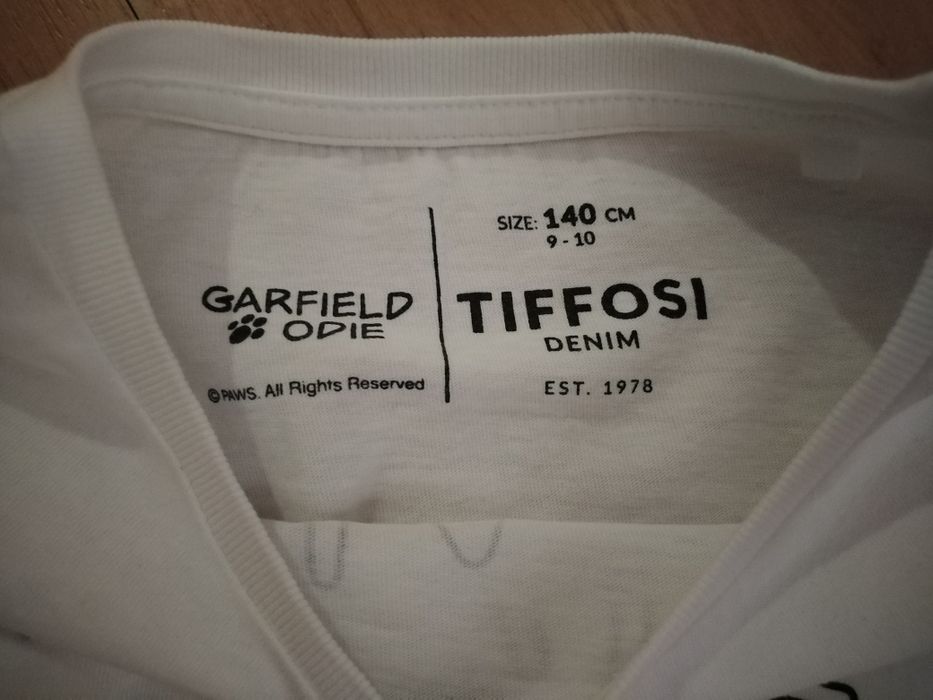 GARFIELD
ODIE
© PAWS. All Rights Reserved
SIZE: 140 CM
9 - 10
TIFFOSI
DENIM
EST. 1978